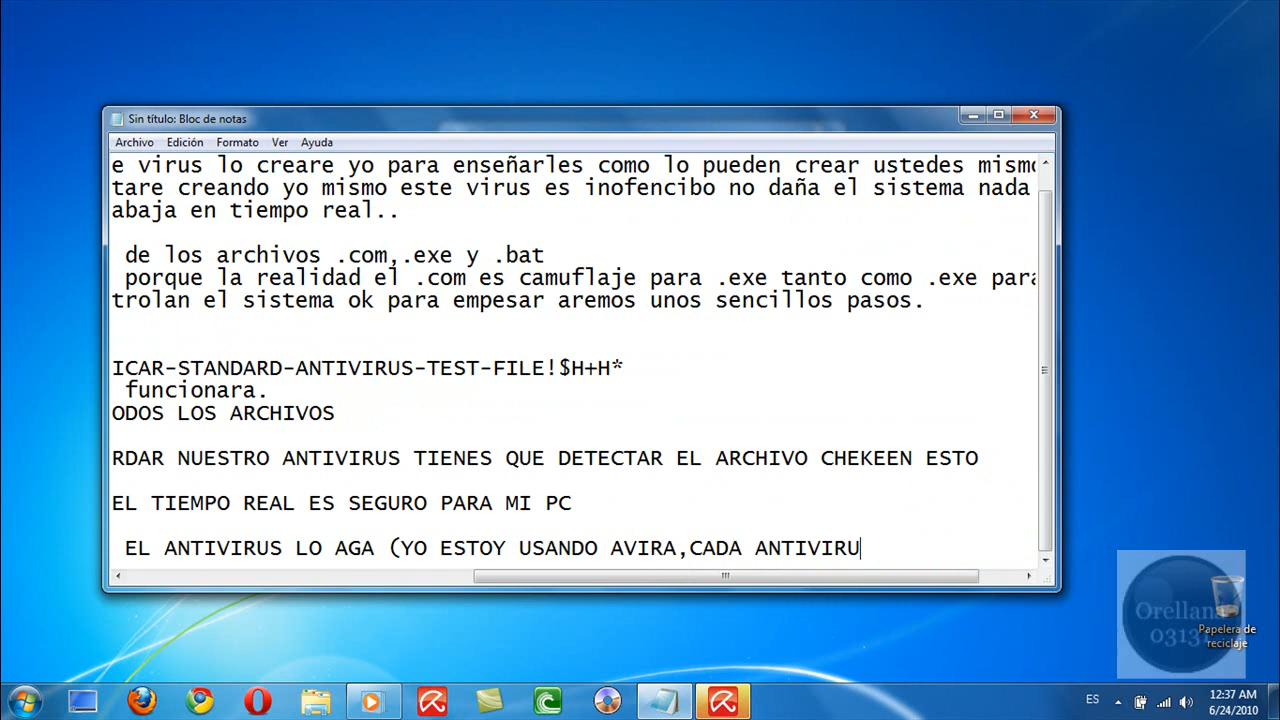 Sin título: Bloc de notas
Archivo Edición Formato Ver Ayuda
e virus lo creare yo para enseñarles como lo pueden crear ustedes mismo
tare creando yo mismo este virus es inofencibo no daña el sistema nada
abaja en tiempo real..
de los archivos .com,.exe y .bat
porque la realidad el .com es camuflaje para .exe tanto como .exe para
trolan el sistema ok para empesar aremos unos sencillos pasos.
ICAR-STANDARD-ANTIVIRUS-TEST-FILE!$H+H*
funcionara.
ODOS LOS ARCHIVOS
RDAR NUESTRO ANTIVIRUS TIENES QUE DETECTAR EL ARCHIVO CHEKEEN ESTO
EL TIEMPO REAL ES SEGURO PARA MI PC
EL ANTIVIRUS LO AGA (YO ESTOY USANDO AVIRA,CADA ANTIVIRU
Orellana
Papelera de
reciclaje
ES
12:37 AM
6/24/2010